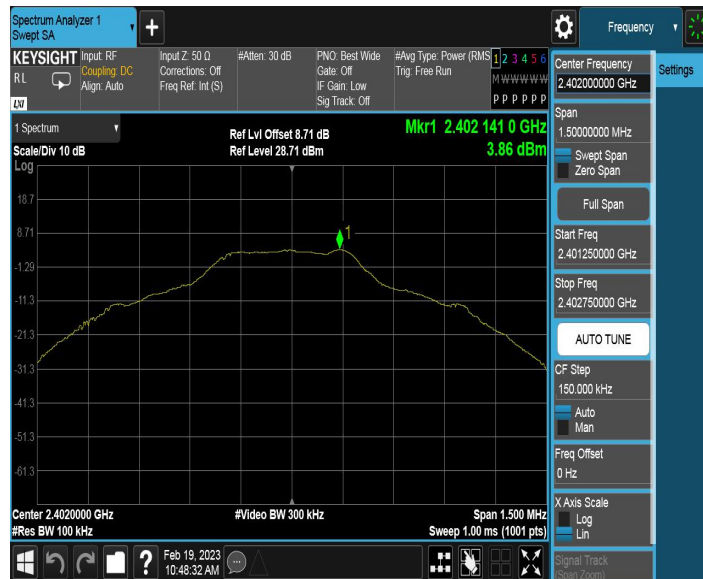 Spectrum Analyzer 1
Swept SA
Frequency
KEYSIGHT
RL
LXI
Input: RF
Coupling: DC
Align: Auto
Input Z: 50 Ω
Corrections: Off
Freq Ref: Int (S)
#Atten: 30 dB
PNO: Best Wide
Gate: Off
IF Gain: Low
Sig Track: Off
#Avg Type: Power (RMS
Trig: Free Run
1 2 3 4 5 6
M W W W W W
P P P P P P
1 Spectrum
Scale/Div 10 dB
Log
Ref Lvl Offset 8.71 dB
Ref Level 28.71 dBm
Mkr1 2.402 141 0 GHz
3.86 dBm
18.7
8.71
-1.29
-11.3
-21.3
-31.3
-41.3
-51.3
-61.3
1
Center 2.4020000 GHz
#Res BW 100 kHz
#Video BW 300 kHz
Span 1.500 MHz
Sweep 1.00 ms (1001 pts)
Feb 19, 2023
10:48:32 AM
?
Center Frequency
2.402000000 GHz
Span
1.50000000 MHz
Swept Span
Zero Span
Full Span
Start Freq
2.401250000 GHz
Stop Freq
2.402750000 GHz
AUTO TUNE
CF Step
150.000 kHz
Auto
Man
Freq Offset
0 Hz
X Axis Scale
Log
Lin
Signal Track
(Span Zoom)
Settings